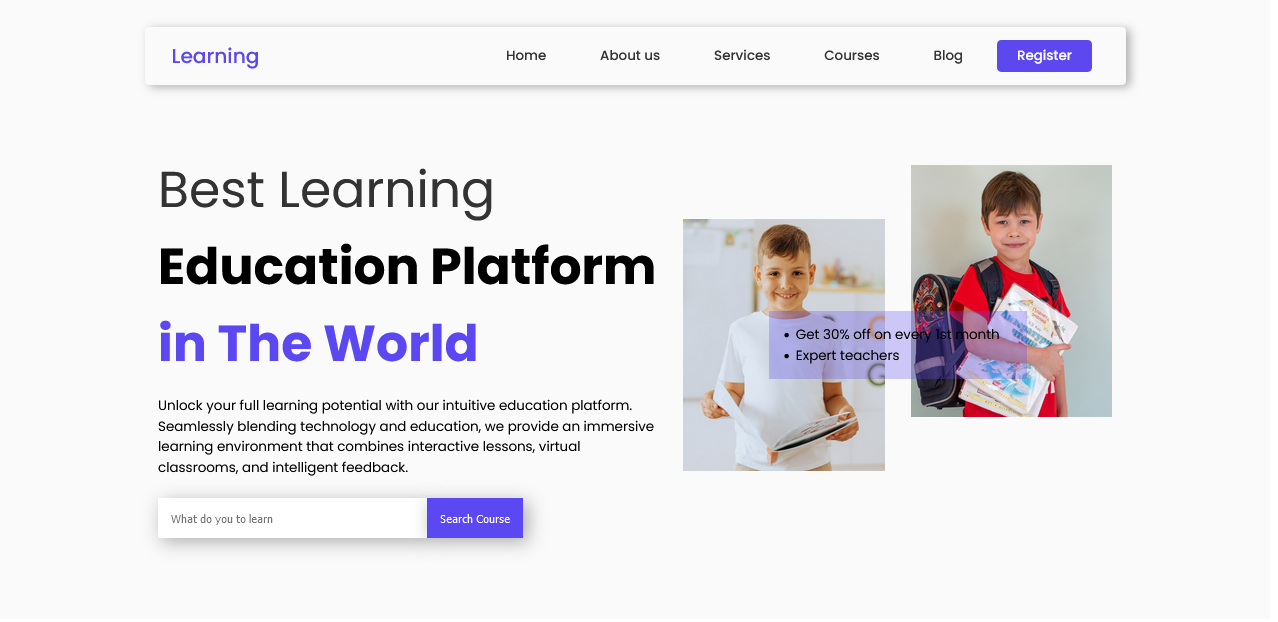 Learning
Home About us Services Courses Blog Register
Best Learning
Education Platform
in The World
Unlock your full learning potential with our intuitive education platform.
Seamlessly blending technology and education, we provide an immersive
learning environment that combines interactive lessons, virtual
classrooms, and intelligent feedback.
What do you to learn
Search Course
Get 30% off on every 1st month
Expert teachers